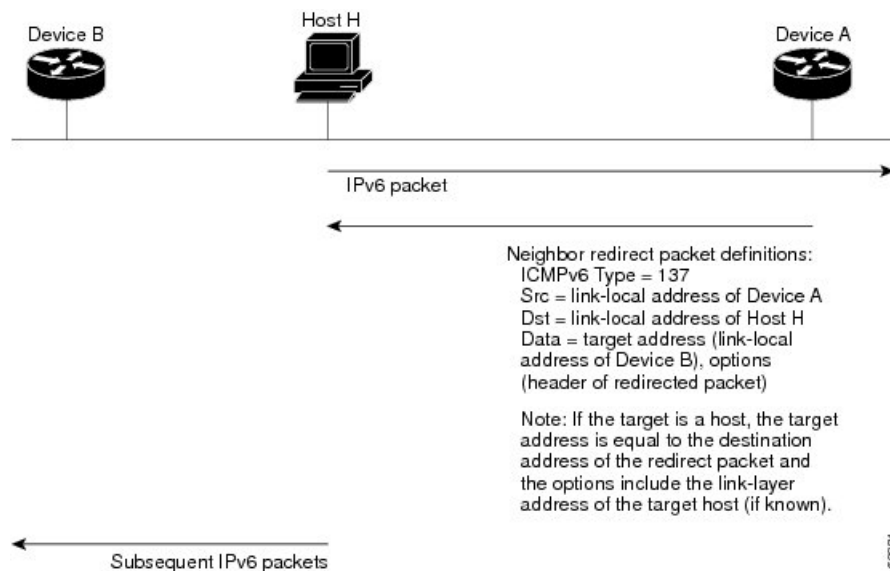 Host H
Device B
Device A
IPv6 packet
Neighbor redirect packet definitions:
ICMPv6 Type = 137
Src = link-local address of Device A
Dst = link-local address of Host H
Data = target address (link-local
address of Device B), options
(header of redirected packet)
Note: If the target is a host, the target
address is equal to the destination
address of the redirect packet and
the options include the link-layer
address of the target host (if known).
Subsequent IPv6 packets